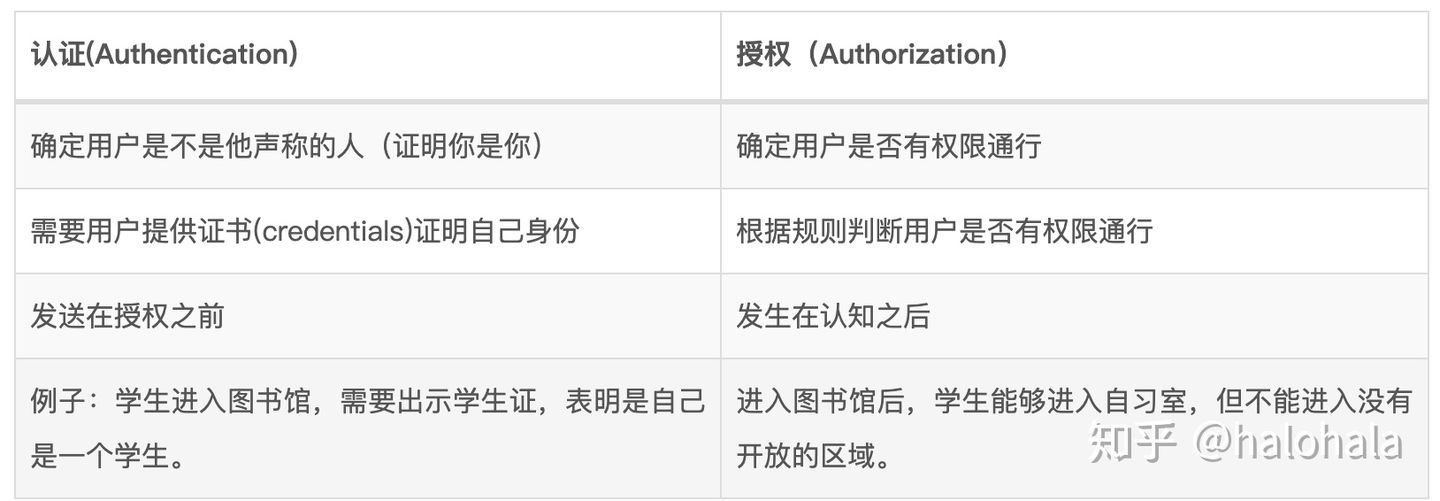 认证(Authentication)
授权（Authorization）
确定用户是不是他声称的人（证明你是你）
确定用户是否有权限通行
需要用户提供证书(credentials)证明自己身份
根据规则判断用户是否有权限通行
发送在授权之前
发生在认知之后
例子：学生进入图书馆，需要出示学生证，表明是自己
是一个学生。
进入图书馆后，学生能够进入自习室，但不能进入没有
开放的区域。
知乎 @halohala